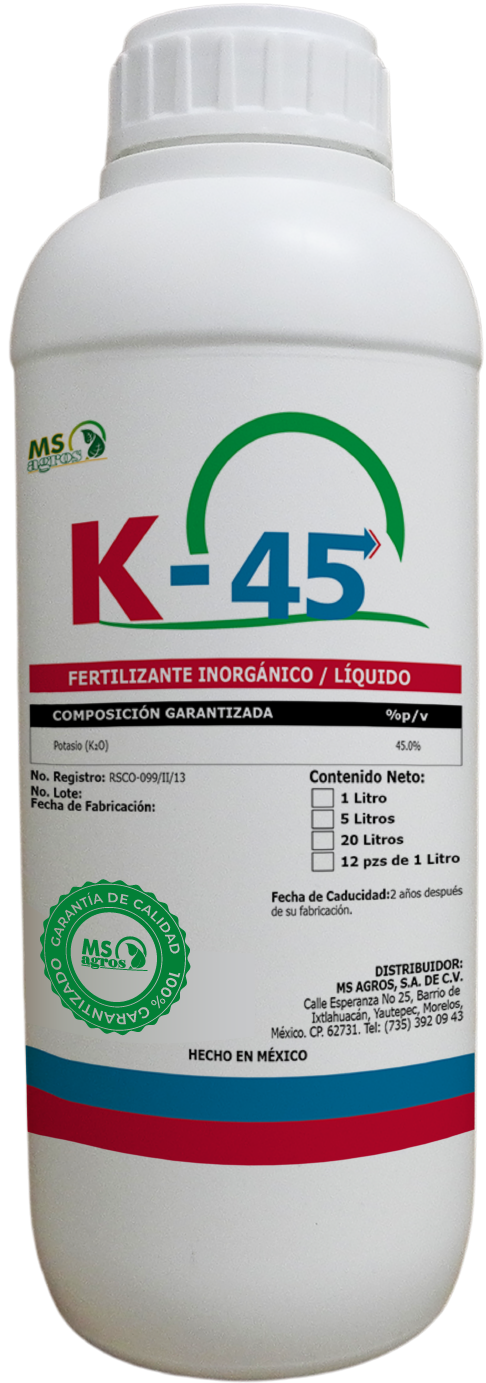 MS
agros
K-45
FERTILIZANTE INORGÁNICO / LÍQUIDO
COMPOSICIÓN GARANTIZADA %p/v
Potasio (K₂O) 45.0%
No. Registro: RSCO-099/II/13
No. Lote:
Fecha de Fabricación:
Contenido Neto:
1 Litro
5 Litros
20 Litros
12 pzs de 1 Litro
Fecha de Caducidad:2 años después
de su fabricación.
GARANTÍA DE CALIDAD
100% GARANTIZADO
MS
agros
DISTRIBUIDOR:
MS AGROS, S.A. DE C.V.
Calle Esperanza No 25, Barrio de
Ixtlahuacán, Yautepec, Morelos,
México. CP. 62731. Tel: (735) 392 09 43
HECHO EN MÉXICO